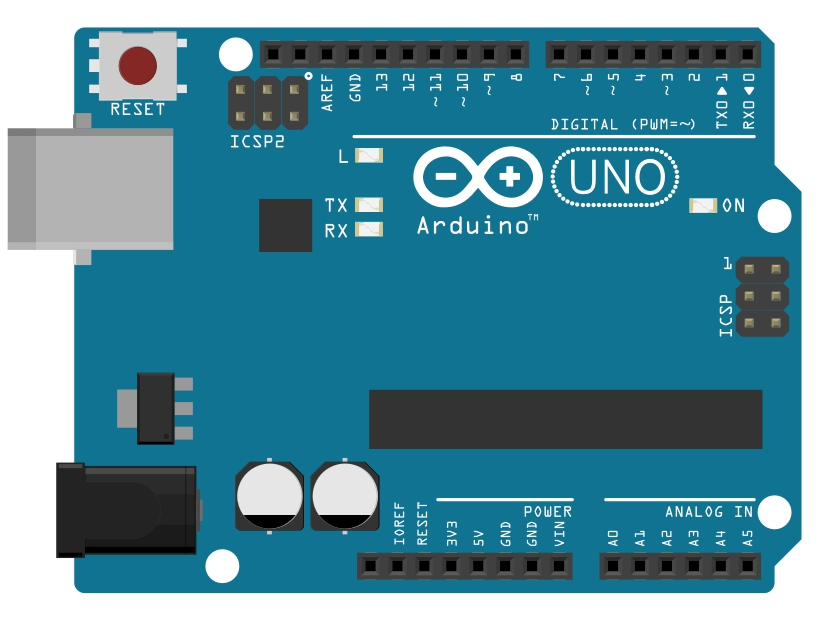 RESET
ICSP2
AREF
GND
13
12
~11
~10
~9
8
7
~6
~5
4
~3
2
TX0▶1
RX0◀0
DIGITAL (PWM=~)
L
TX
RX
UNO
Arduino™
ON
1
ICSP
IOREF
RESET
3V3
5V
GND
GND
VIN
POWER
ANALOG IN
A0
A1
A2
A3
A4
A5